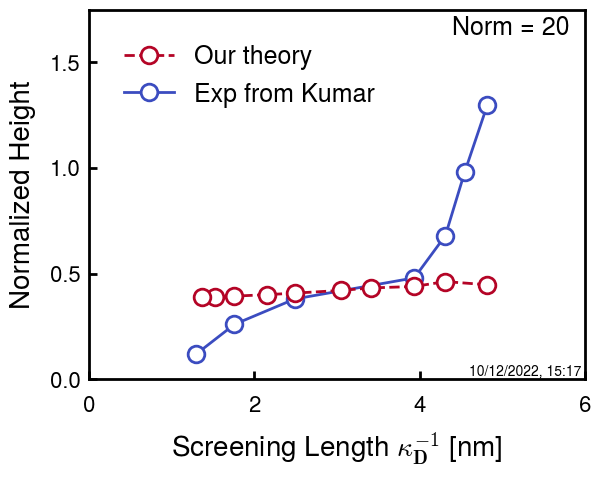 Norm = 20
Our theory
Exp from Kumar
Normalized Height
1.5
1.0
0.5
0.0
10/12/2022, 15:17
0 2 4 6
Screening Length κ_D^{-1} [nm]